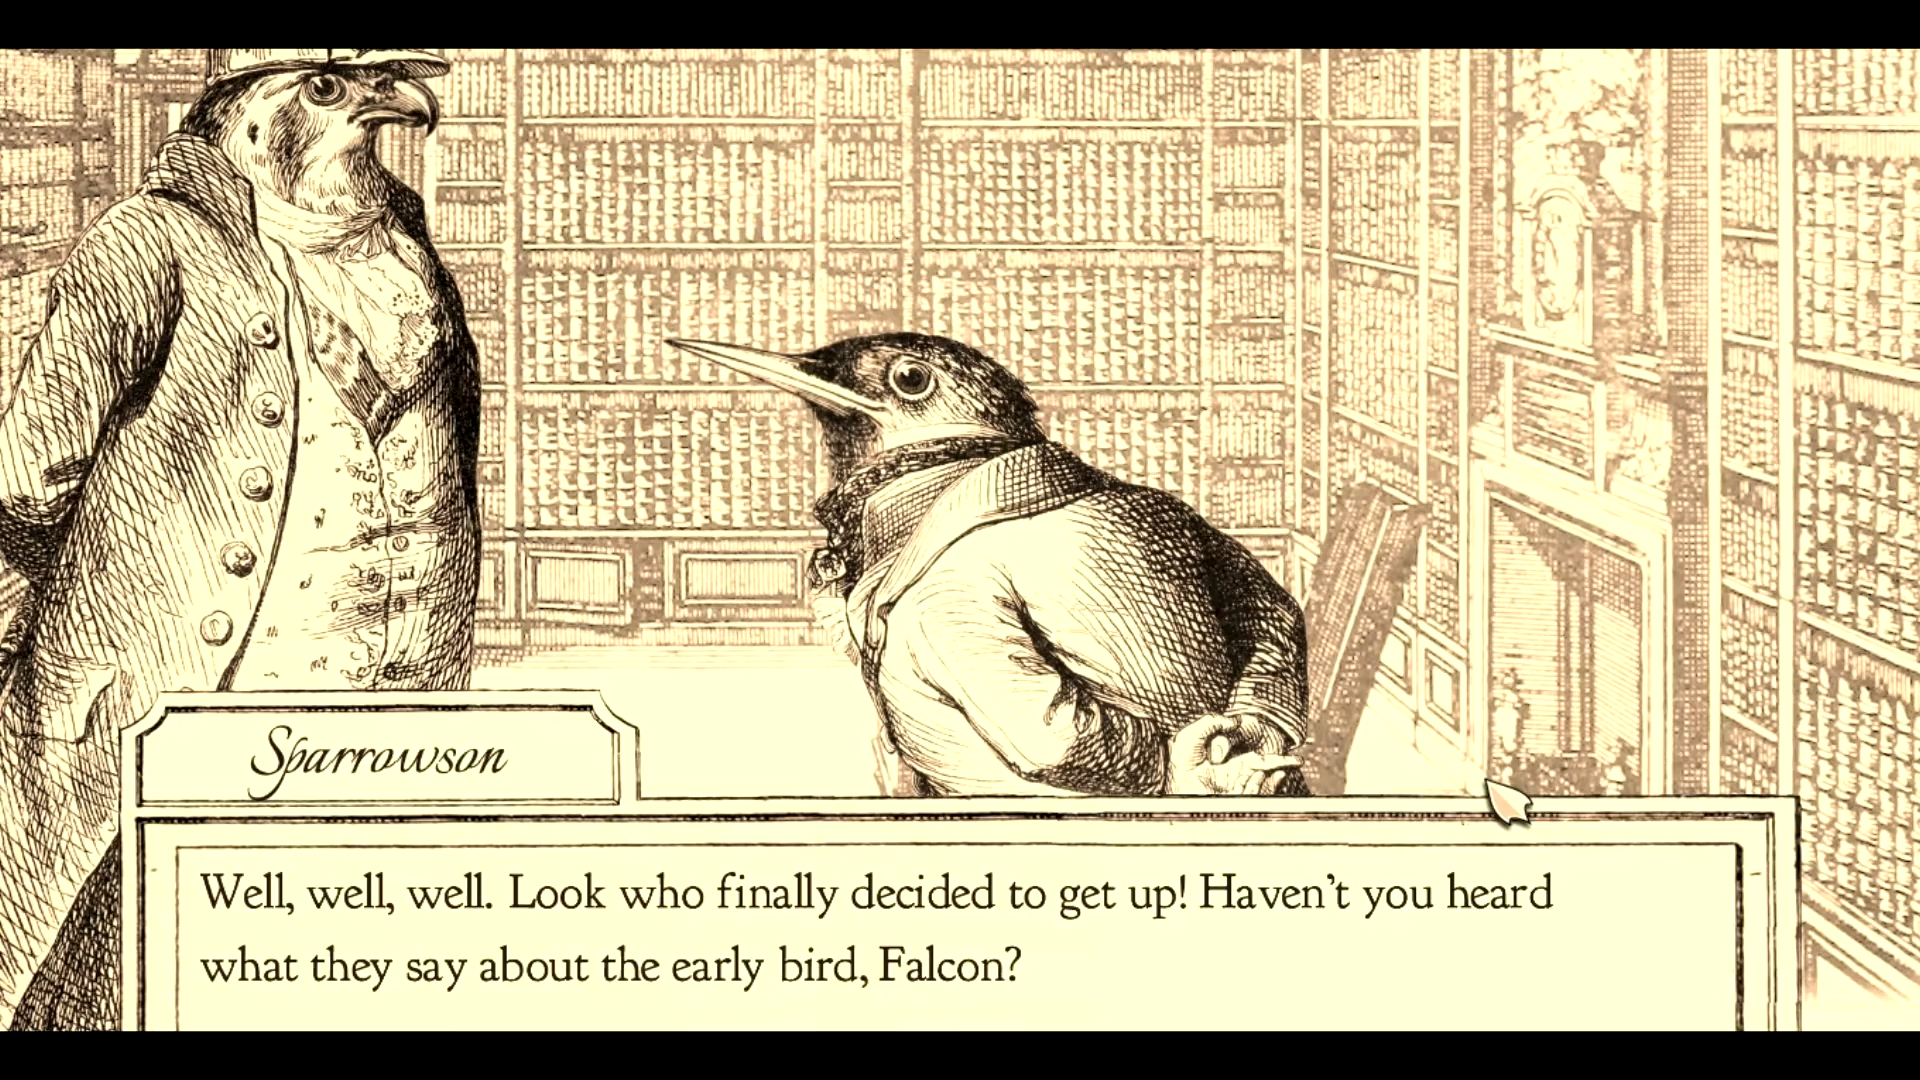 Sparrowson
Well, well, well. Look who finally decided to get up! Haven't you heard
what they say about the early bird, Falcon?